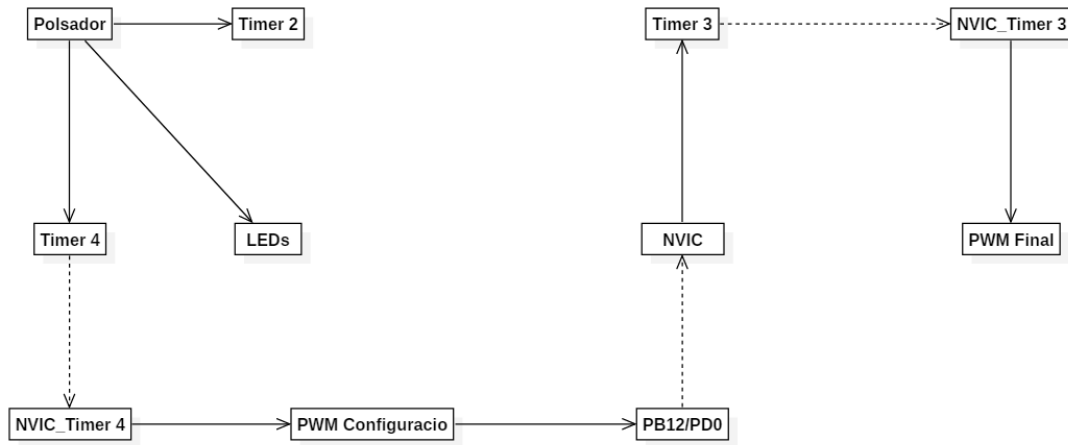 Polsador
Timer 2
Timer 3
NVIC_Timer 3
Timer 4
LEDs
NVIC
PWM Final
NVIC_Timer 4
PWM Configuracio
PB12/PD0